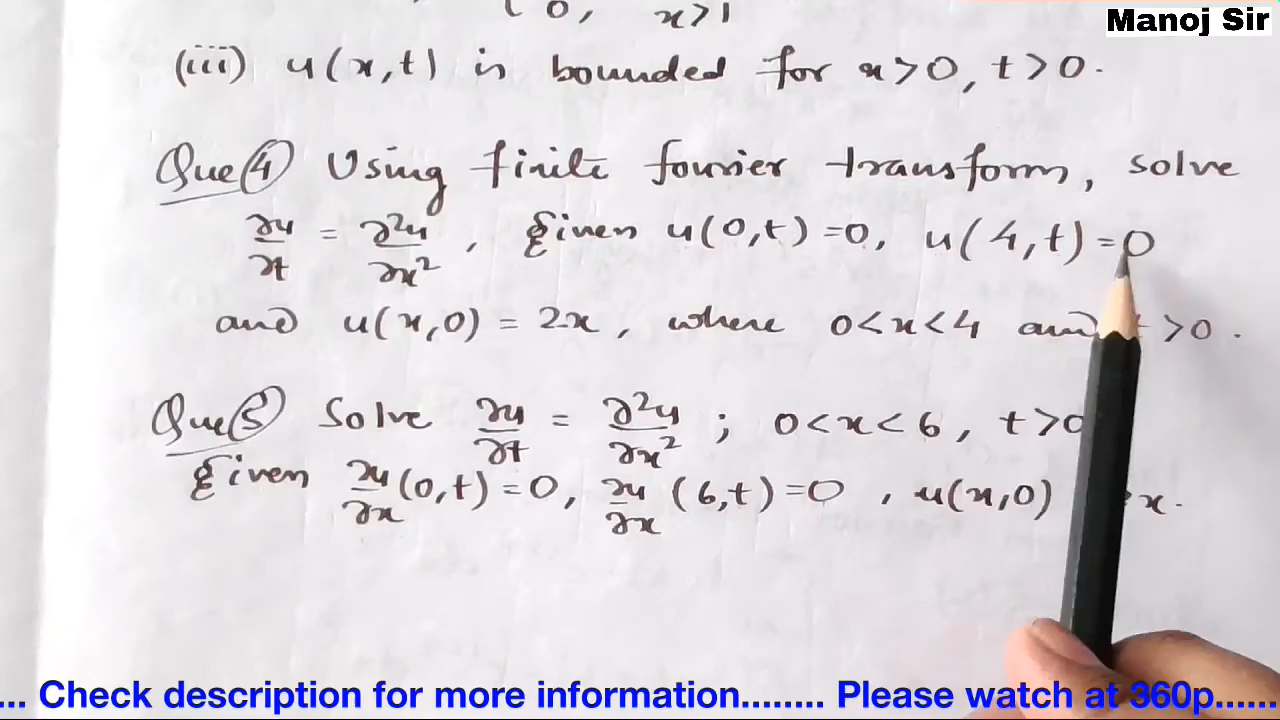 Manoj Sir
0, x>1
(iii) u(x,t) is bounded for x>0, t>0.
Que 4 Using finite fourier transform, solve
∂u/∂t = ∂²u/∂x², given u(0,t)=0, u(4,t)=0
and u(x,0) = 2x, where 0<x<4 and >0.
Que 5 Solve ∂u/∂t = ∂²u/∂x² ; 0<x<6, t>0
given ∂u/∂x (0,t)=0, ∂u/∂x (6,t)=0, u(x,0) x.
... Check description for more information........ Please watch at 360p......